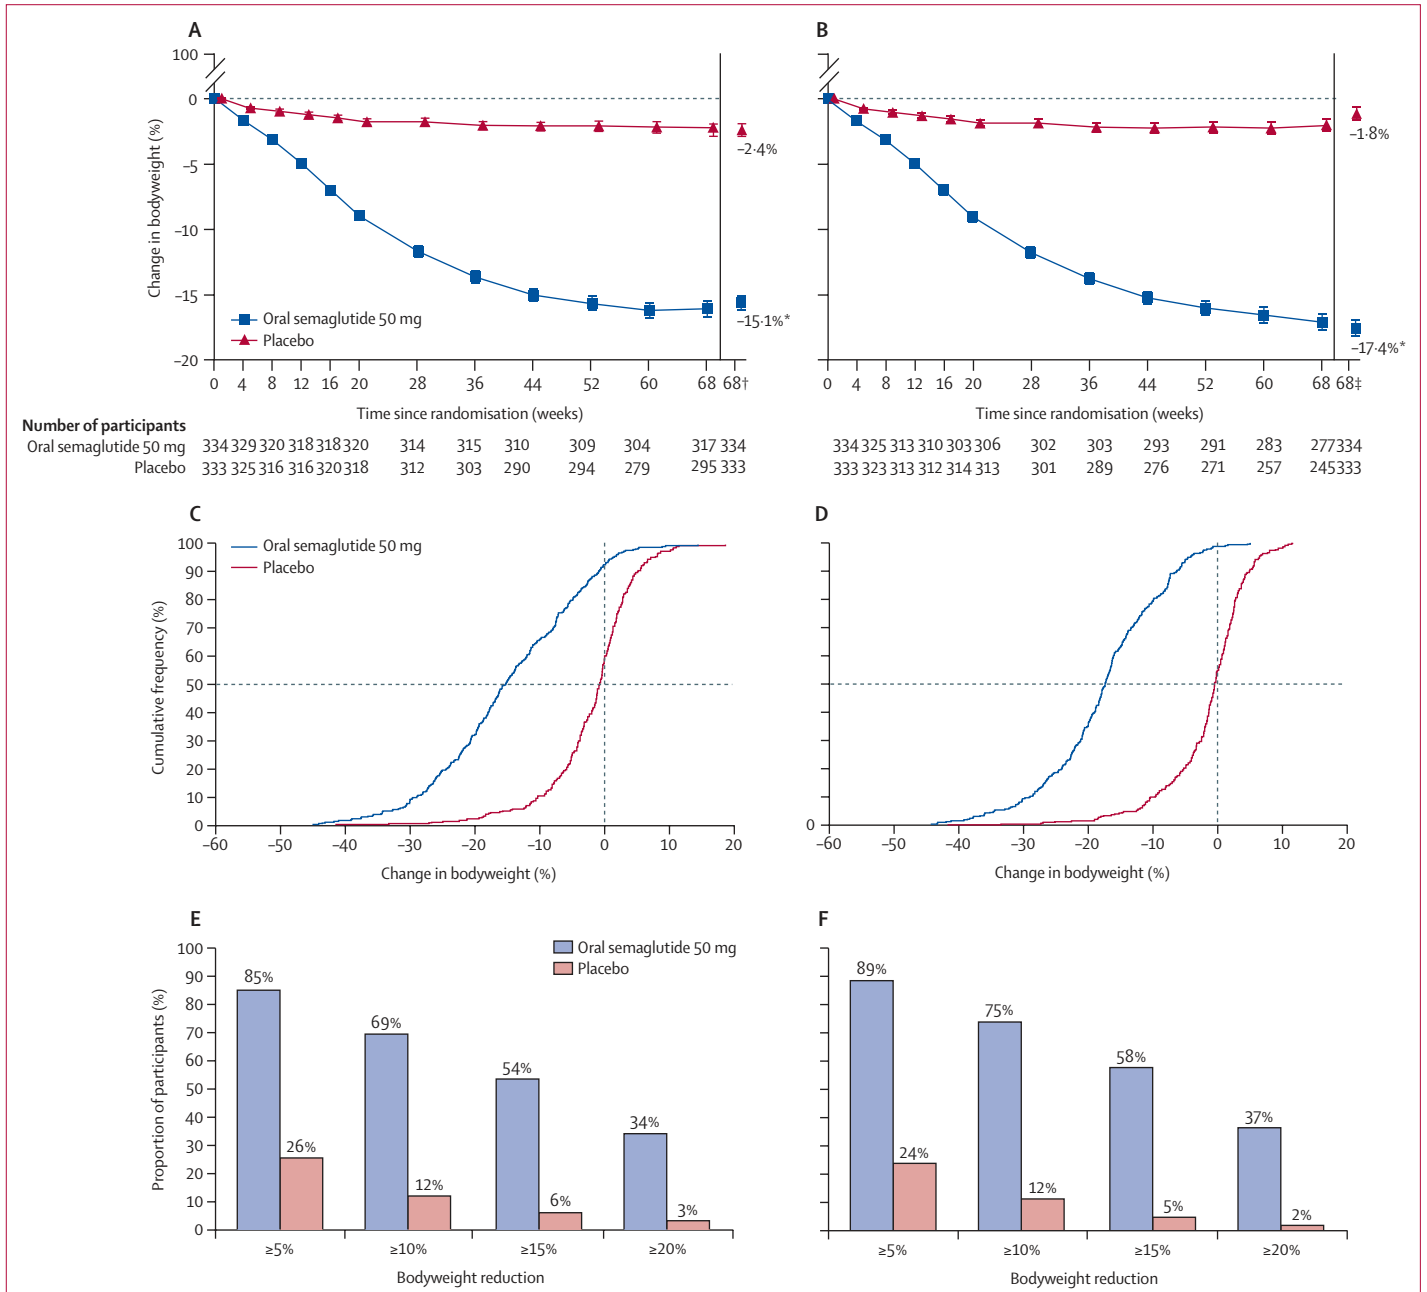 A
100
0
−5
−10
−15
−20
Change in bodyweight (%)
Oral semaglutide 50 mg
Placebo
−2·4%
−15·1%*
0 4 8 12 16 20 28 36 44 52 60 68 68†
Time since randomisation (weeks)
B
−1·8%
−17·4%*
0 4 8 12 16 20 28 36 44 52 60 68 68‡
Time since randomisation (weeks)
Number of participants
Oral semaglutide 50 mg 334 329 320 318 318 320 314 315 310 309 304 317 334
Placebo 333 325 316 316 320 318 312 303 290 294 279 295 333
334 325 313 310 303 306 302 303 293 291 283 277 334
333 323 313 312 314 313 301 289 276 271 257 245 333
C
100
90
80
70
60
50
40
30
20
10
0
Cumulative frequency (%)
Oral semaglutide 50 mg
Placebo
−60 −50 −40 −30 −20 −10 0 10 20
Change in bodyweight (%)
D
0
−60 −50 −40 −30 −20 −10 0 10 20
Change in bodyweight (%)
E
100
90
80
70
60
50
40
30
20
10
0
Proportion of participants (%)
Oral semaglutide 50 mg
Placebo
85%
26%
69%
12%
54%
6%
34%
3%
≥5% ≥10% ≥15% ≥20%
Bodyweight reduction
F
89%
24%
75%
12%
58%
5%
37%
2%
≥5% ≥10% ≥15% ≥20%
Bodyweight reduction